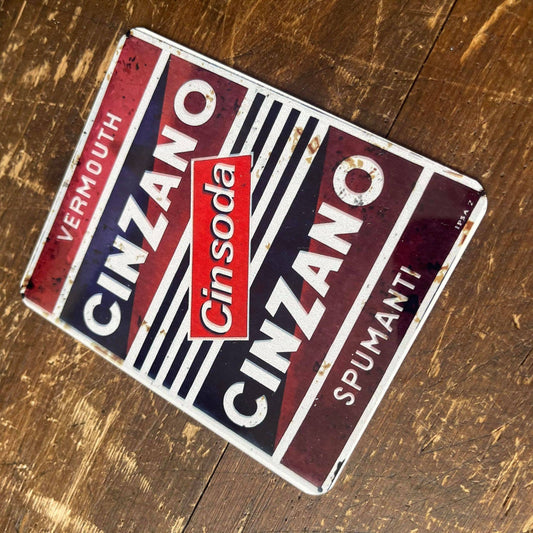 VERMOUTH
CINZANO
Cinsoda
CINZANO
SPUMANTI